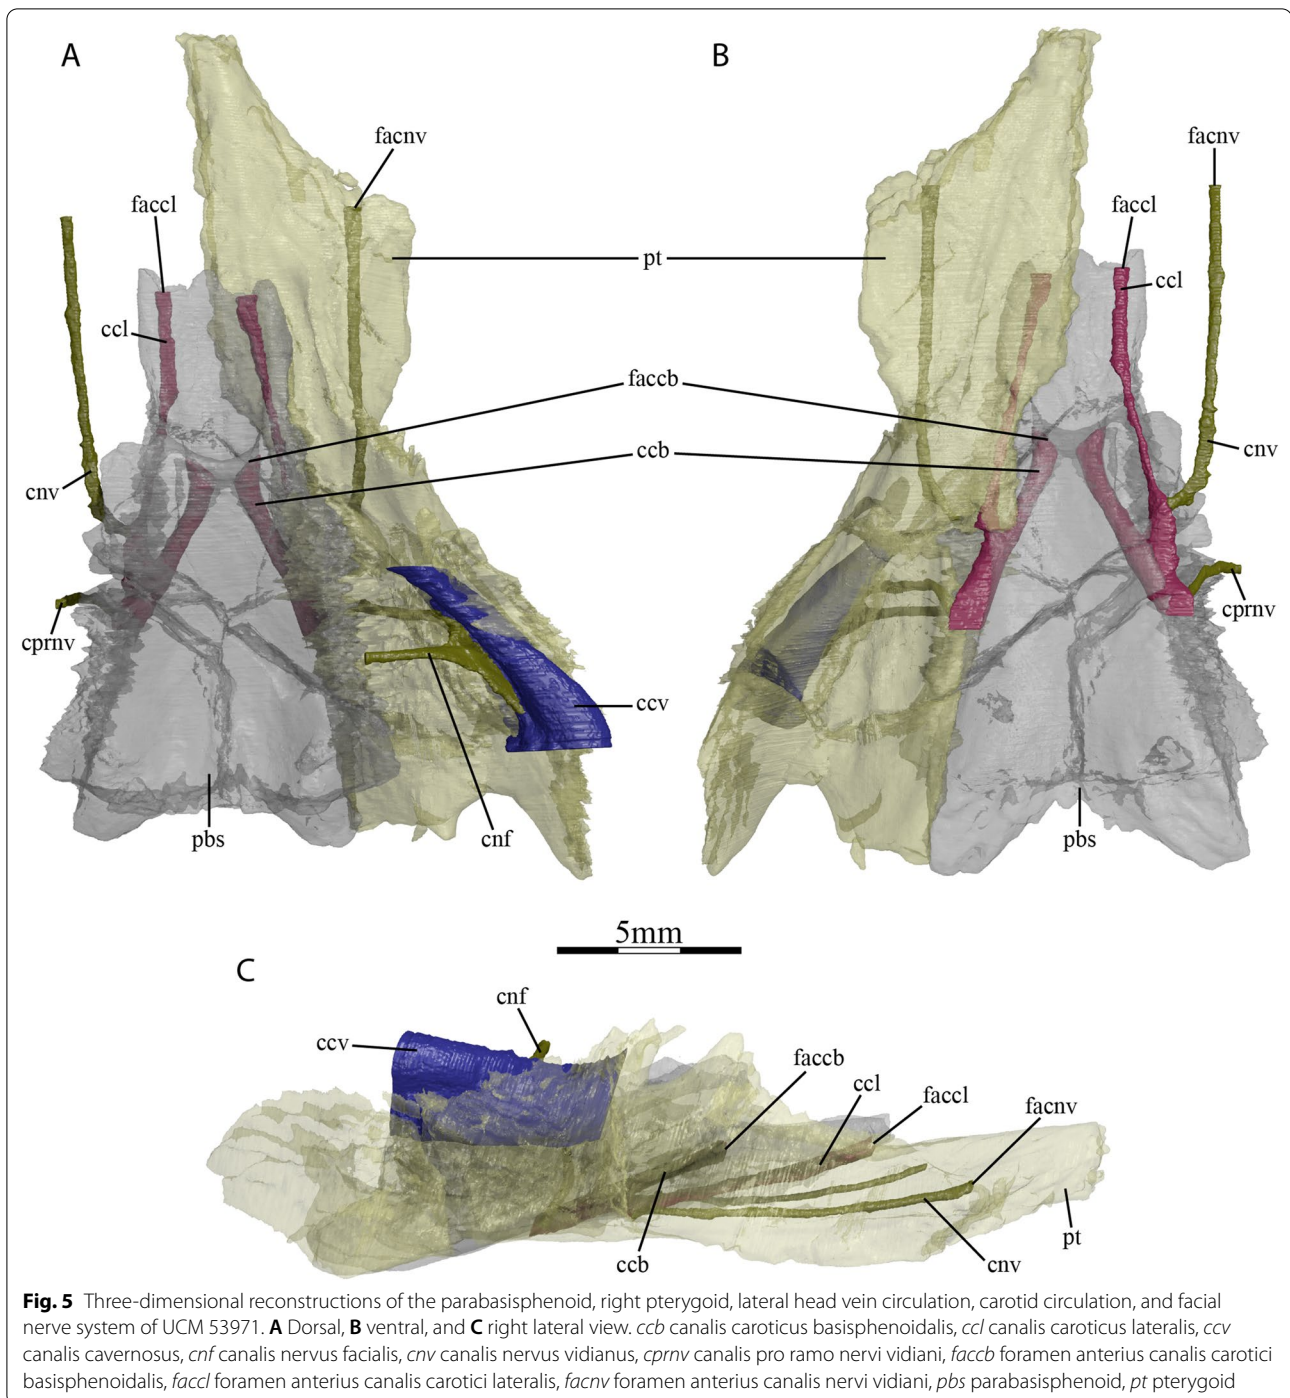 A
B
facnv
facnv
faccl
faccl
pt
ccl
ccl
faccb
ccb
cnv
cnv
cprnv
cprnv
ccv
pbs
cnf
pbs
5mm
C
cnf
ccv
faccb
ccl
faccl
facnv
pt
ccb
cnv
Fig. 5 Three-dimensional reconstructions of the parabasisphenoid, right pterygoid, lateral head vein circulation, carotid circulation, and facial
nerve system of UCM 53971. A Dorsal, B ventral, and C right lateral view. ccb canalis caroticus basisphenoidalis, ccl canalis caroticus lateralis, ccv
canalis cavernosus, cnf canalis nervus facialis, cnv canalis nervus vidianus, cprnv canalis pro ramo nervi vidiani, faccb foramen anterius canalis carotici
basisphenoidalis, faccl foramen anterius canalis carotici lateralis, facnv foramen anterius canalis nervi vidiani, pbs parabasisphenoid, pt pterygoid